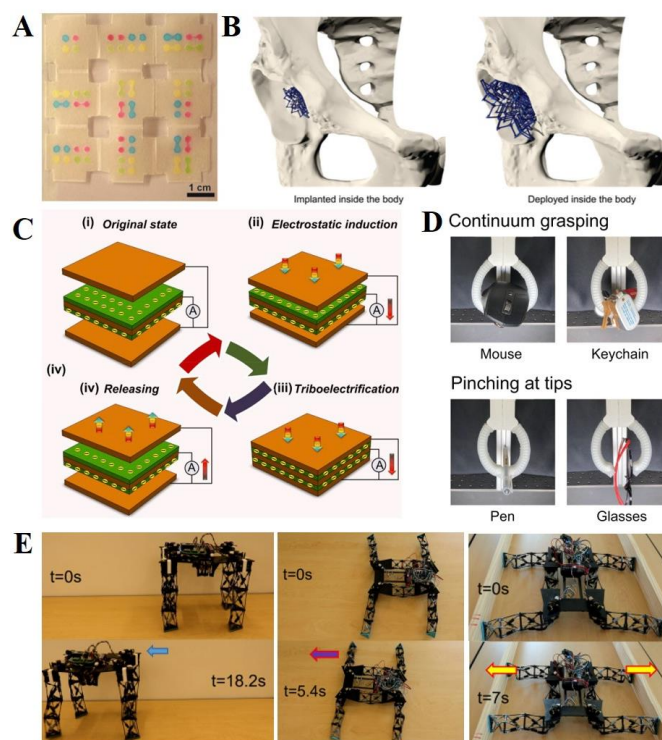 A
1 cm
B
Implanted inside the body
Deployed inside the body
C
(i) Original state
(ii) Electrostatic induction
A
A
(iv)
(iv) Releasing
(iii) Triboelectrification
A
A
D
Continuum grasping
Mouse
Keychain
Pinching at tips
Pen
Glasses
E
t=0s
t=18.2s
t=0s
t=5.4s
t=0s
t=7s